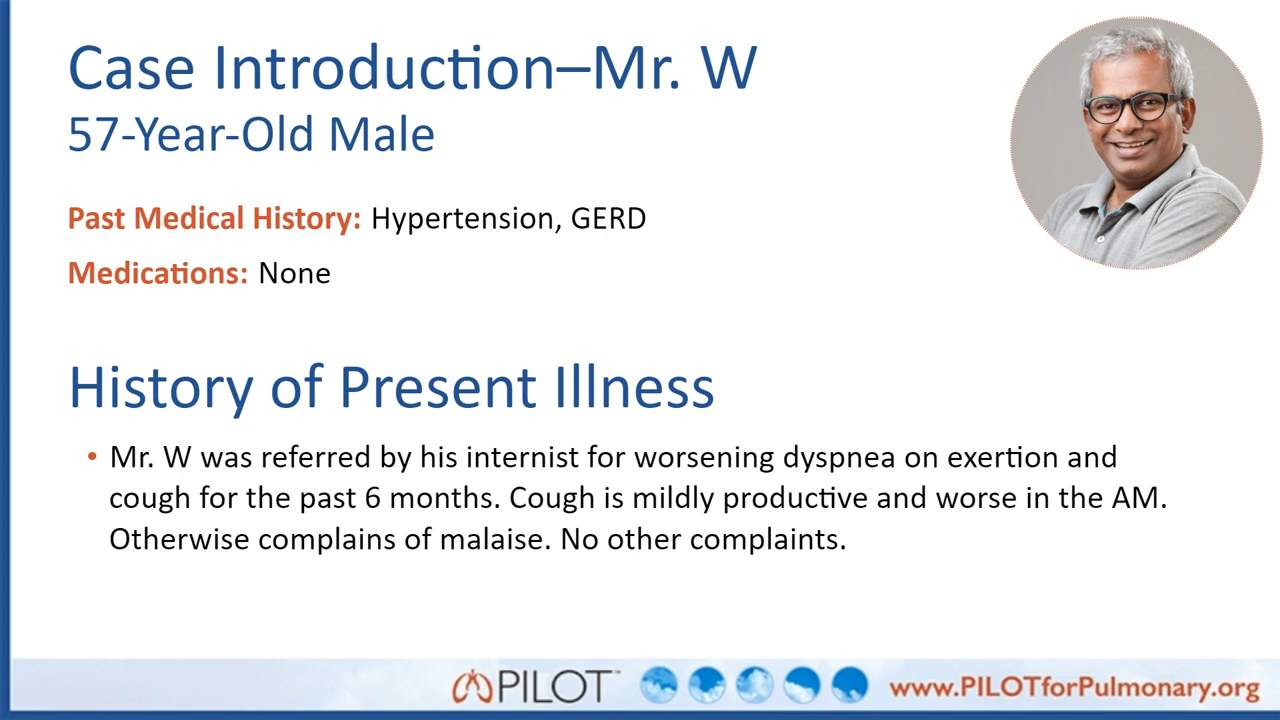 Case Introduction–Mr. W
57-Year-Old Male
Past Medical History: Hypertension, GERD
Medications: None
History of Present Illness
• Mr. W was referred by his internist for worsening dyspnea on exertion and
cough for the past 6 months. Cough is mildly productive and worse in the AM.
Otherwise complains of malaise. No other complaints.
PILOT™ www.PILOTforPulmonary.org